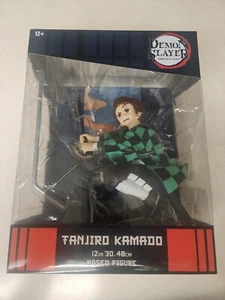 12+
DEMON
SLAYER
TANJIRO KAMADO
12in/30.48cm
POSED FIGURE